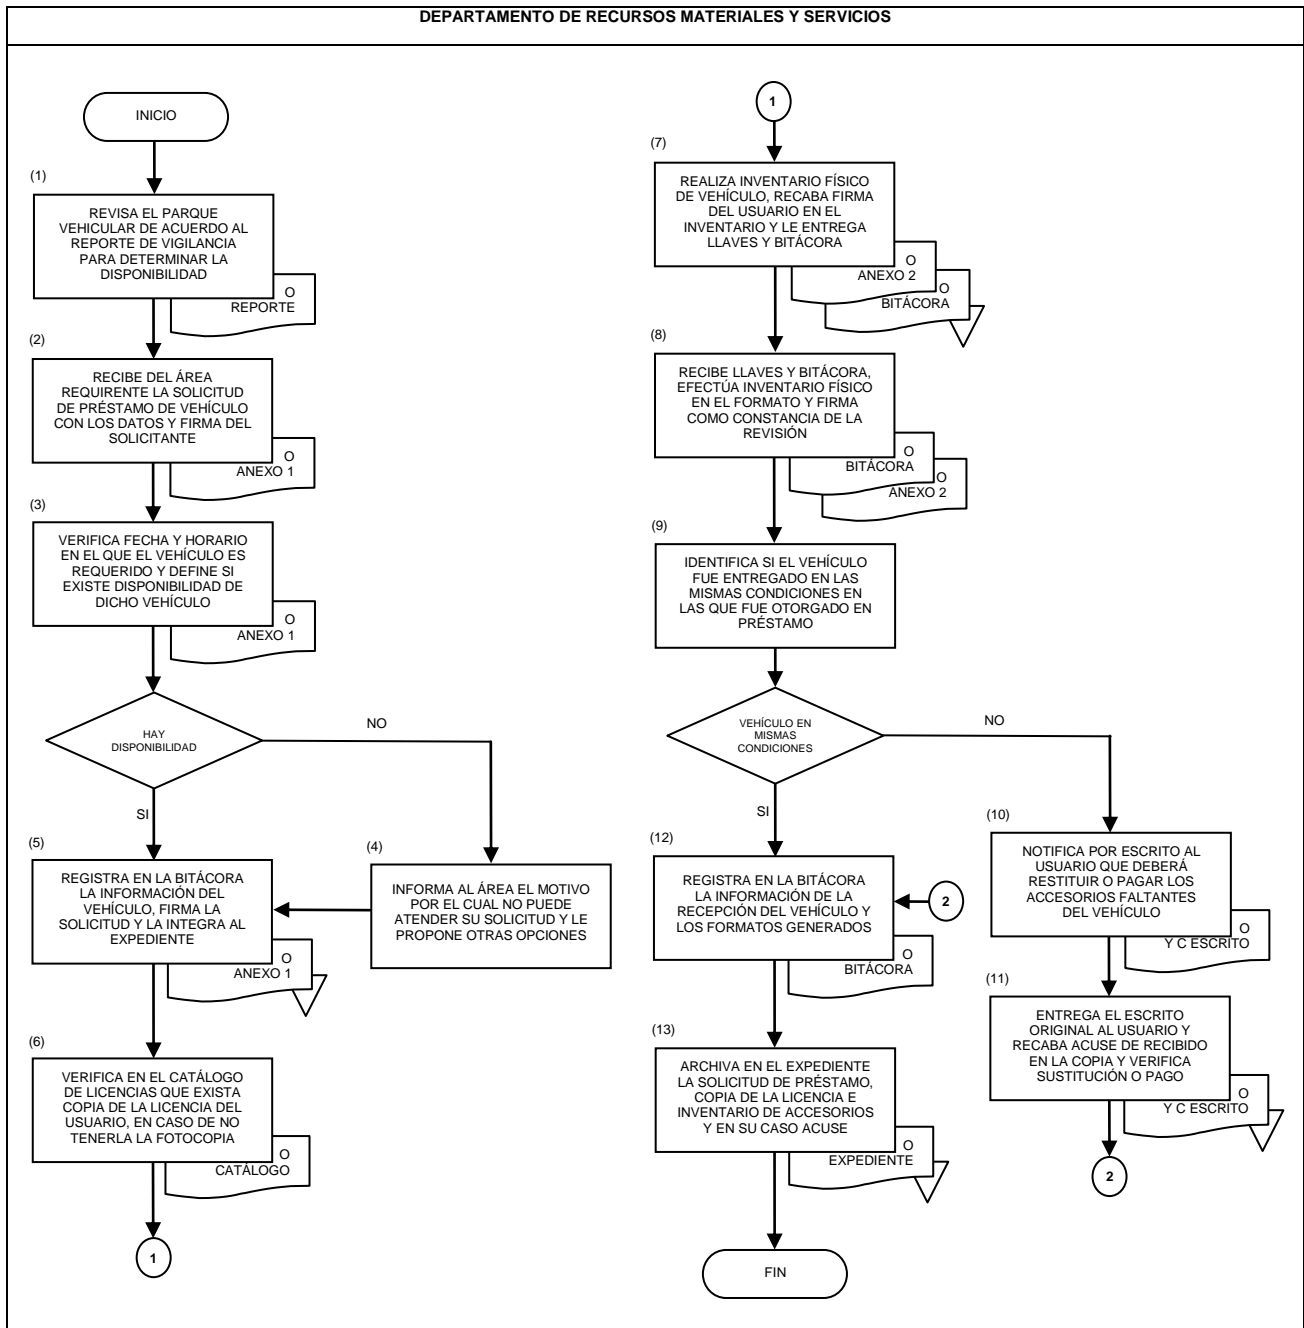 DEPARTAMENTO DE RECURSOS MATERIALES Y SERVICIOS
INICIO
(1)
REVISA EL PARQUE
VEHICULAR DE ACUERDO AL
REPORTE DE VIGILANCIA
PARA DETERMINAR LA
DISPONIBILIDAD
O
REPORTE
(2)
RECIBE DEL ÁREA
REQUIRENTE LA SOLICITUD
DE PRÉSTAMO DE VEHÍCULO
CON LOS DATOS Y FIRMA DEL
SOLICITANTE
O
ANEXO 1
(3)
VERIFICA FECHA Y HORARIO
EN EL QUE EL VEHÍCULO ES
REQUERIDO Y DEFINE SI
EXISTE DISPONIBILIDAD DE
DICHO VEHÍCULO
O
ANEXO 1
HAY
DISPONIBILIDAD
NO
SI
(4)
INFORMA AL ÁREA EL MOTIVO
POR EL CUAL NO PUEDE
ATENDER SU SOLICITUD Y LE
PROPONE OTRAS OPCIONES
(5)
REGISTRA EN LA BITÁCORA
LA INFORMACIÓN DEL
VEHÍCULO, FIRMA LA
SOLICITUD Y LA INTEGRA AL
EXPEDIENTE
O
ANEXO 1
(6)
VERIFICA EN EL CATÁLOGO
DE LICENCIAS QUE EXISTA
COPIA DE LA LICENCIA DEL
USUARIO, EN CASO DE NO
TENERLA LA FOTOCOPIA
O
CATÁLOGO
1
1
(7)
REALIZA INVENTARIO FÍSICO
DE VEHÍCULO, RECABA FIRMA
DEL USUARIO EN EL
INVENTARIO Y LE ENTREGA
LLAVES Y BITÁCORA
O
ANEXO 2
O
BITÁCORA
(8)
RECIBE LLAVES Y BITÁCORA,
EFECTÚA INVENTARIO FÍSICO
EN EL FORMATO Y FIRMA
COMO CONSTANCIA DE LA
REVISIÓN
O
BITÁCORA
O
ANEXO 2
(9)
IDENTIFICA SI EL VEHÍCULO
FUE ENTREGADO EN LAS
MISMAS CONDICIONES EN
LAS QUE FUE OTORGADO EN
PRÉSTAMO
VEHÍCULO EN
MISMAS
CONDICIONES
NO
SI
(10)
NOTIFICA POR ESCRITO AL
USUARIO QUE DEBERÁ
RESTITUIR O PAGAR LOS
ACCESORIOS FALTANTES
DEL VEHÍCULO
O
Y C ESCRITO
(11)
ENTREGA EL ESCRITO
ORIGINAL AL USUARIO Y
RECABA ACUSE DE RECIBIDO
EN LA COPIA Y VERIFICA
SUSTITUCIÓN O PAGO
O
Y C ESCRITO
2
(12)
REGISTRA EN LA BITÁCORA
LA INFORMACIÓN DE LA
RECEPCIÓN DEL VEHÍCULO Y
LOS FORMATOS GENERADOS
2
O
BITÁCORA
(13)
ARCHIVA EN EL EXPEDIENTE
LA SOLICITUD DE PRÉSTAMO,
COPIA DE LA LICENCIA E
INVENTARIO DE ACCESORIOS
Y EN SU CASO ACUSE
O
EXPEDIENTE
FIN